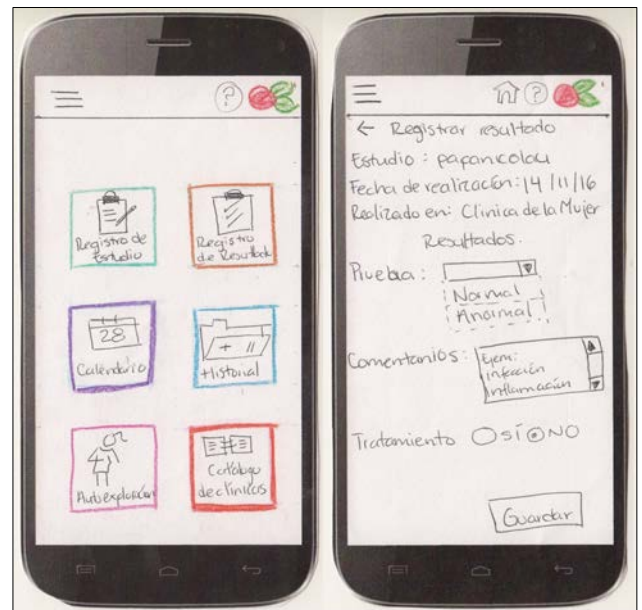 ?
Registro de
Estudio
Registro
de Resultado
28
Calendario
Historial
Autoexploración
Catálogo
de clínicas
?
← Registrar resultado
Estudio : papanicolau
Fecha de realización: 14/11/16
Realizado en: Clinica de la Mujer
Resultados.
Prueba :
Normal
Anormal
Comentarios :
Ejem:
infección
inflamación
Tratamiento SÍ NO
Guardar